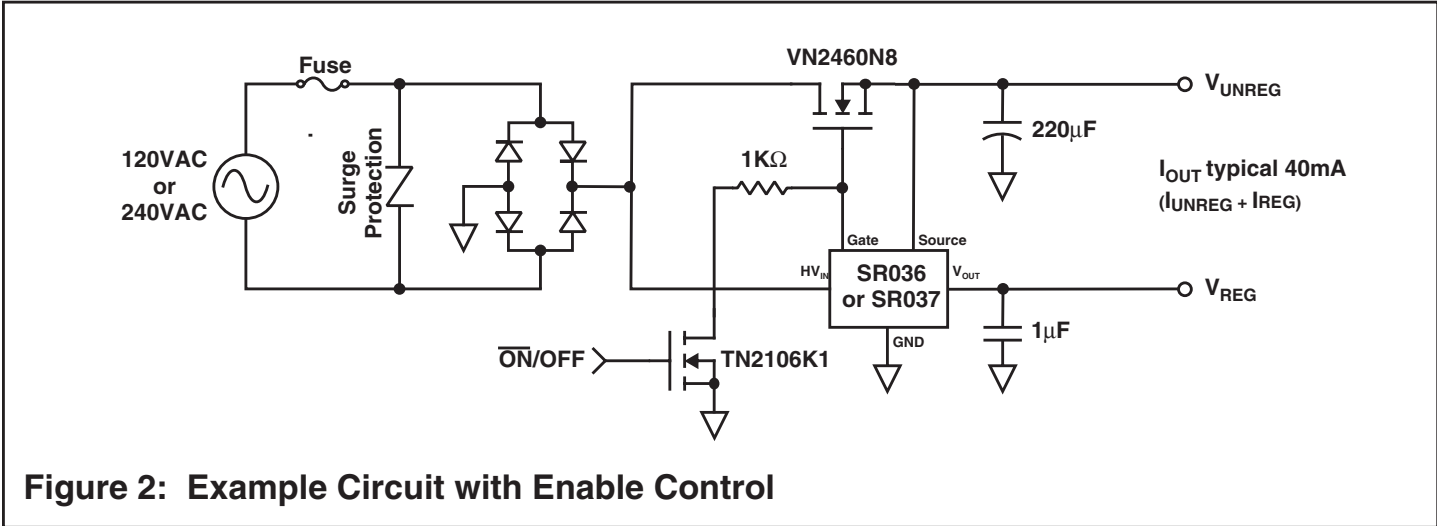 VN2460N8
Fuse
VUNREG
220μF
120VAC
or
240VAC
Surge
Protection
1KΩ
IOUT typical 40mA
(IUNREG + IREG)
Gate
Source
HVIN
SR036
or SR037
VOUT
VREG
GND
1μF
ON/OFF
TN2106K1
Figure 2: Example Circuit with Enable Control